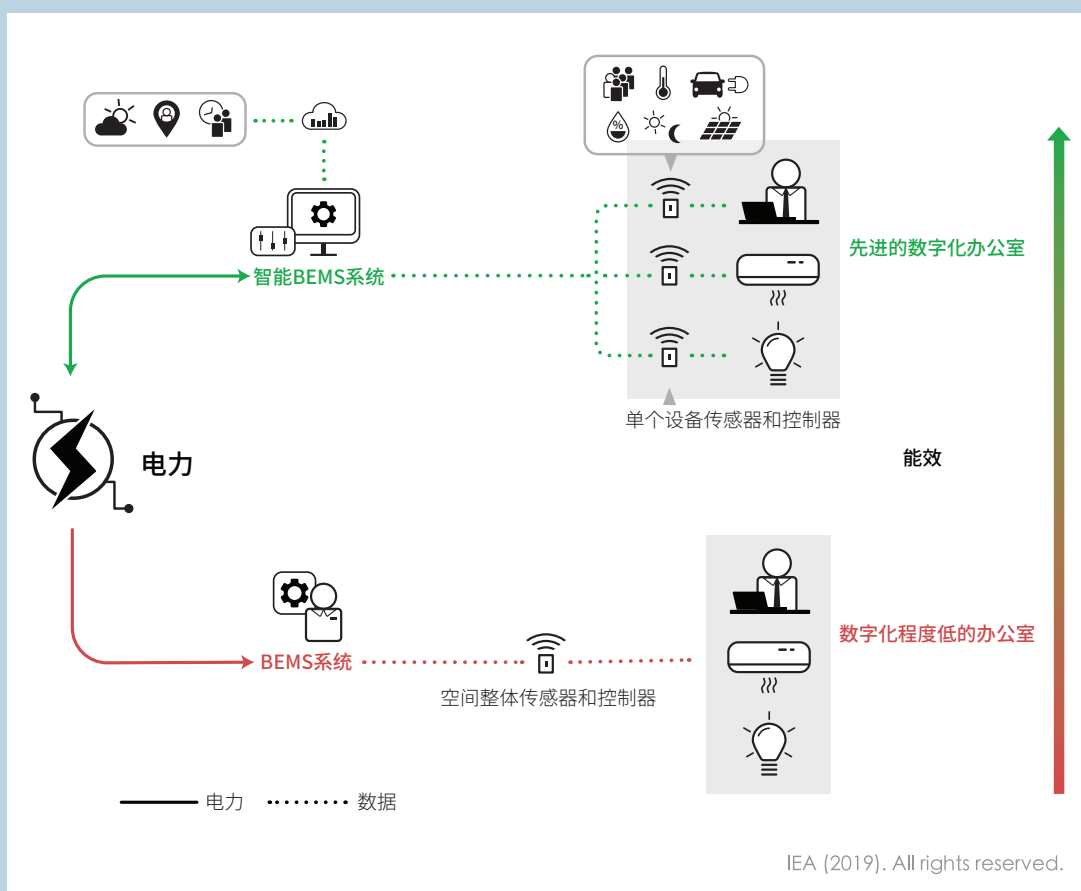 %
先进的数字化办公室
智能BEMS系统
单个设备传感器和控制器
能效
电力
数字化程度低的办公室
BEMS系统
空间整体传感器和控制器
电力
数据
IEA (2019). All rights reserved.